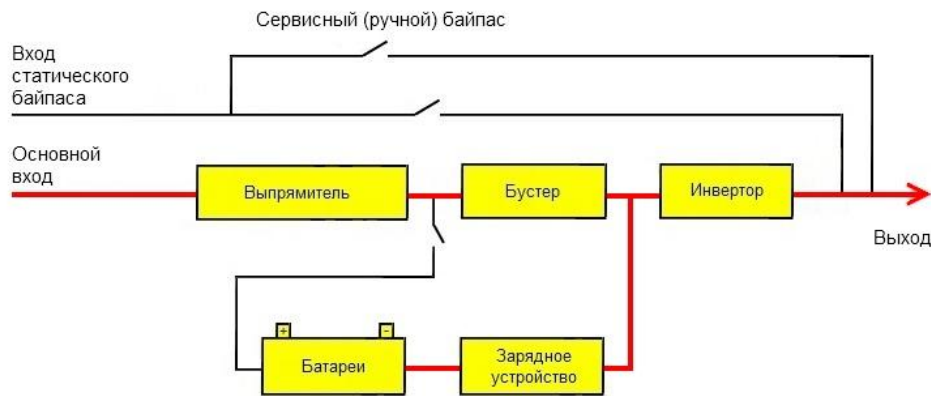 Сервисный (ручной) байпас
Вход
статического
байпаса
Основной
вход
Выпрямитель
Бустер
Инвертор
Выход
+
-
Батареи
Зарядное
устройство